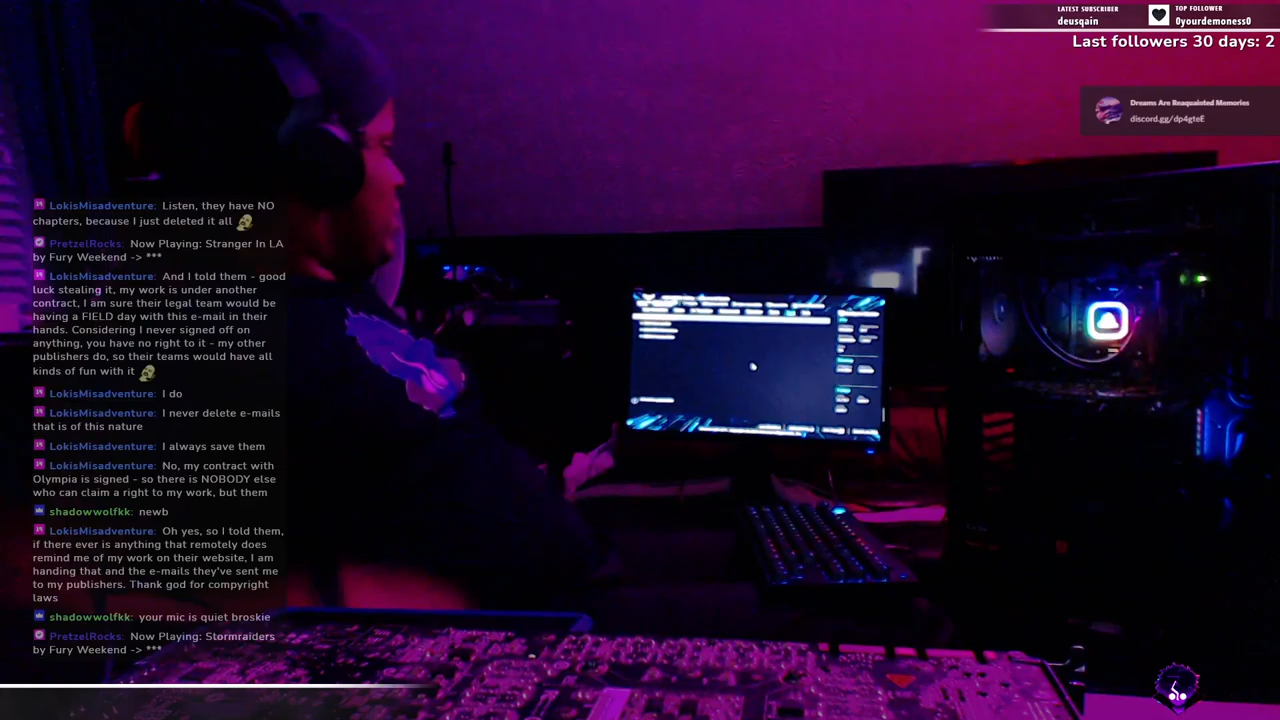 LATEST SUBSCRIBER
deusqain
TOP FOLLOWER
0yourdemoness0
Last followers 30 days: 2
Dreams Are Reaquainted Memories
discord.gg/dp4gteE
LokisMisadventure: Listen, they have NO
chapters, because I just deleted it all
PretzelRocks: Now Playing: Stranger In LA
by Fury Weekend -> ***
LokisMisadventure: And I told them - good
luck stealing it, my work is under another
contract, I am sure their legal team would be
having a FIELD day with this e-mail in their
hands. Considering I never signed off on
anything, you have no right to it - my other
publishers do, so their teams would have all
kinds of fun with it
LokisMisadventure: I do
LokisMisadventure: I never delete e-mails
that is of this nature
LokisMisadventure: I always save them
LokisMisadventure: No, my contract with
Olympia is signed - so there is NOBODY else
who can claim a right to my work, but them
shadowwolfkk: newb
LokisMisadventure: Oh yes, so I told them,
if there ever is anything that remotely does
remind me of my work on their website, I am
handing that and the e-mails they've sent me
to my publishers. Thank god for compyright
laws
shadowwolfkk: your mic is quiet broskie
PretzelRocks: Now Playing: Stormraiders
by Fury Weekend -> ***